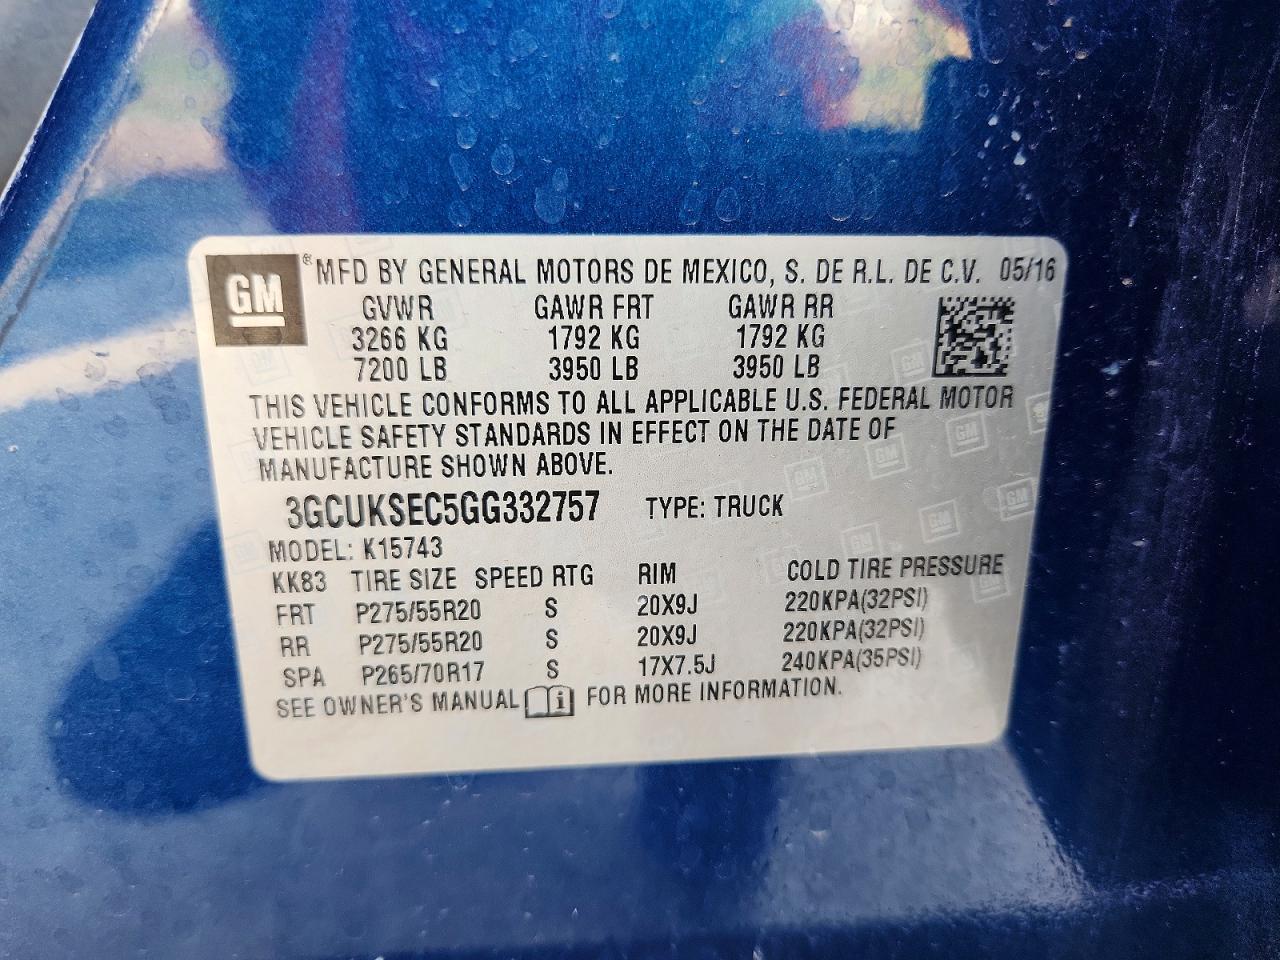 GM ® MFD BY GENERAL MOTORS DE MEXICO, S. DE R.L. DE C.V. 05/16
GVWR GAWR FRT GAWR RR
3266 KG 1792 KG 1792 KG
7200 LB 3950 LB 3950 LB
THIS VEHICLE CONFORMS TO ALL APPLICABLE U.S. FEDERAL MOTOR
VEHICLE SAFETY STANDARDS IN EFFECT ON THE DATE OF
MANUFACTURE SHOWN ABOVE.
3GCUKSEC5GG332757 TYPE: TRUCK
MODEL: K15743
KK83 TIRE SIZE SPEED RTG RIM COLD TIRE PRESSURE
FRT P275/55R20 S 20X9J 220KPA(32PSI)
RR P275/55R20 S 20X9J 220KPA(32PSI)
SPA P265/70R17 S 17X7.5J 240KPA(35PSI)
SEE OWNER'S MANUAL i FOR MORE INFORMATION.